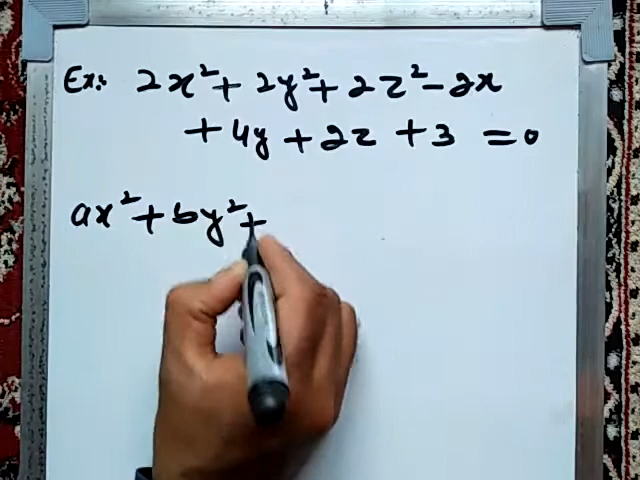 Ex:- 2x² + 2y² + 2z² - 2x
+ 4y + 2z + 3 = 0
ax² + by² +